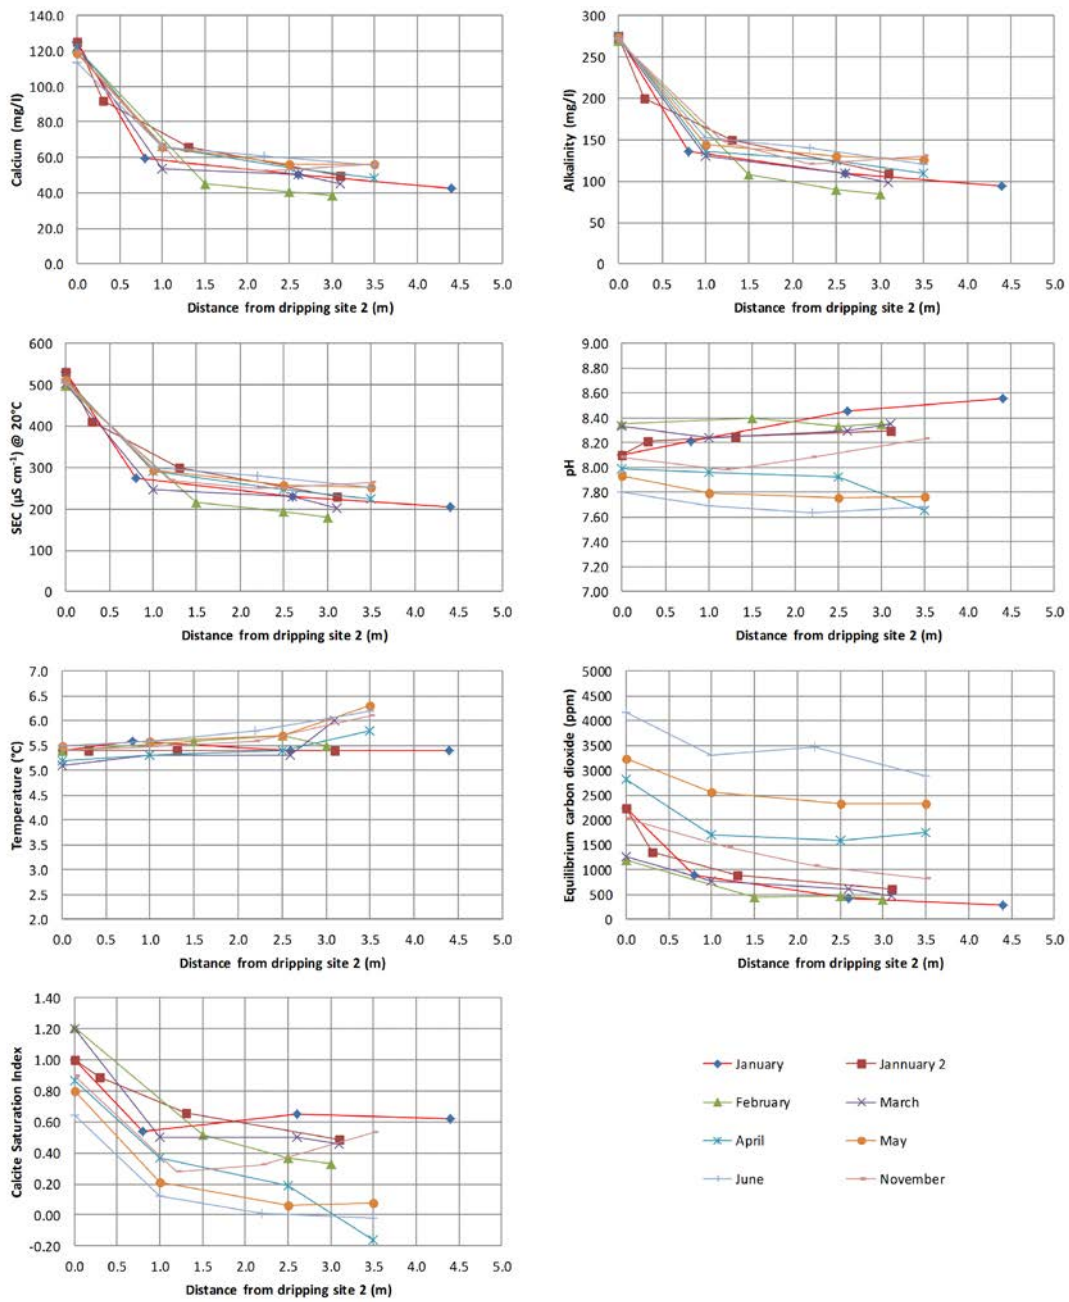 140.0
120.0
100.0
80.0
60.0
40.0
20.0
0.0
Calcium (mg/l)
0.0 0.5 1.0 1.5 2.0 2.5 3.0 3.5 4.0 4.5 5.0
Distance from dripping site 2 (m)
300
250
200
150
100
50
0
Alkalinity (mg/l)
0.0 0.5 1.0 1.5 2.0 2.5 3.0 3.5 4.0 4.5 5.0
Distance from dripping site 2 (m)
600
500
400
300
200
100
0
SEC (µS cm⁻¹) @ 20°C
0.0 0.5 1.0 1.5 2.0 2.5 3.0 3.5 4.0 4.5 5.0
Distance from dripping site 2 (m)
9.00
8.80
8.60
8.40
8.20
8.00
7.80
7.60
7.40
7.20
7.00
pH
0.0 0.5 1.0 1.5 2.0 2.5 3.0 3.5 4.0 4.5 5.0
Distance from dripping site 2 (m)
7.0
6.5
6.0
5.5
5.0
4.5
4.0
3.5
3.0
2.5
2.0
Temperature (°C)
0.0 0.5 1.0 1.5 2.0 2.5 3.0 3.5 4.0 4.5 5.0
Distance from dripping site 2 (m)
5000
4500
4000
3500
3000
2500
2000
1500
1000
500
0
Equilibrium carbon dioxide (ppm)
0.0 0.5 1.0 1.5 2.0 2.5 3.0 3.5 4.0 4.5 5.0
Distance from dripping site 2 (m)
1.40
1.20
1.00
0.80
0.60
0.40
0.20
0.00
-0.20
Calcite Saturation Index
0.0 0.5 1.0 1.5 2.0 2.5 3.0 3.5 4.0 4.5 5.0
Distance from dripping site 2 (m)
January Jannuary 2
February March
April May
June November